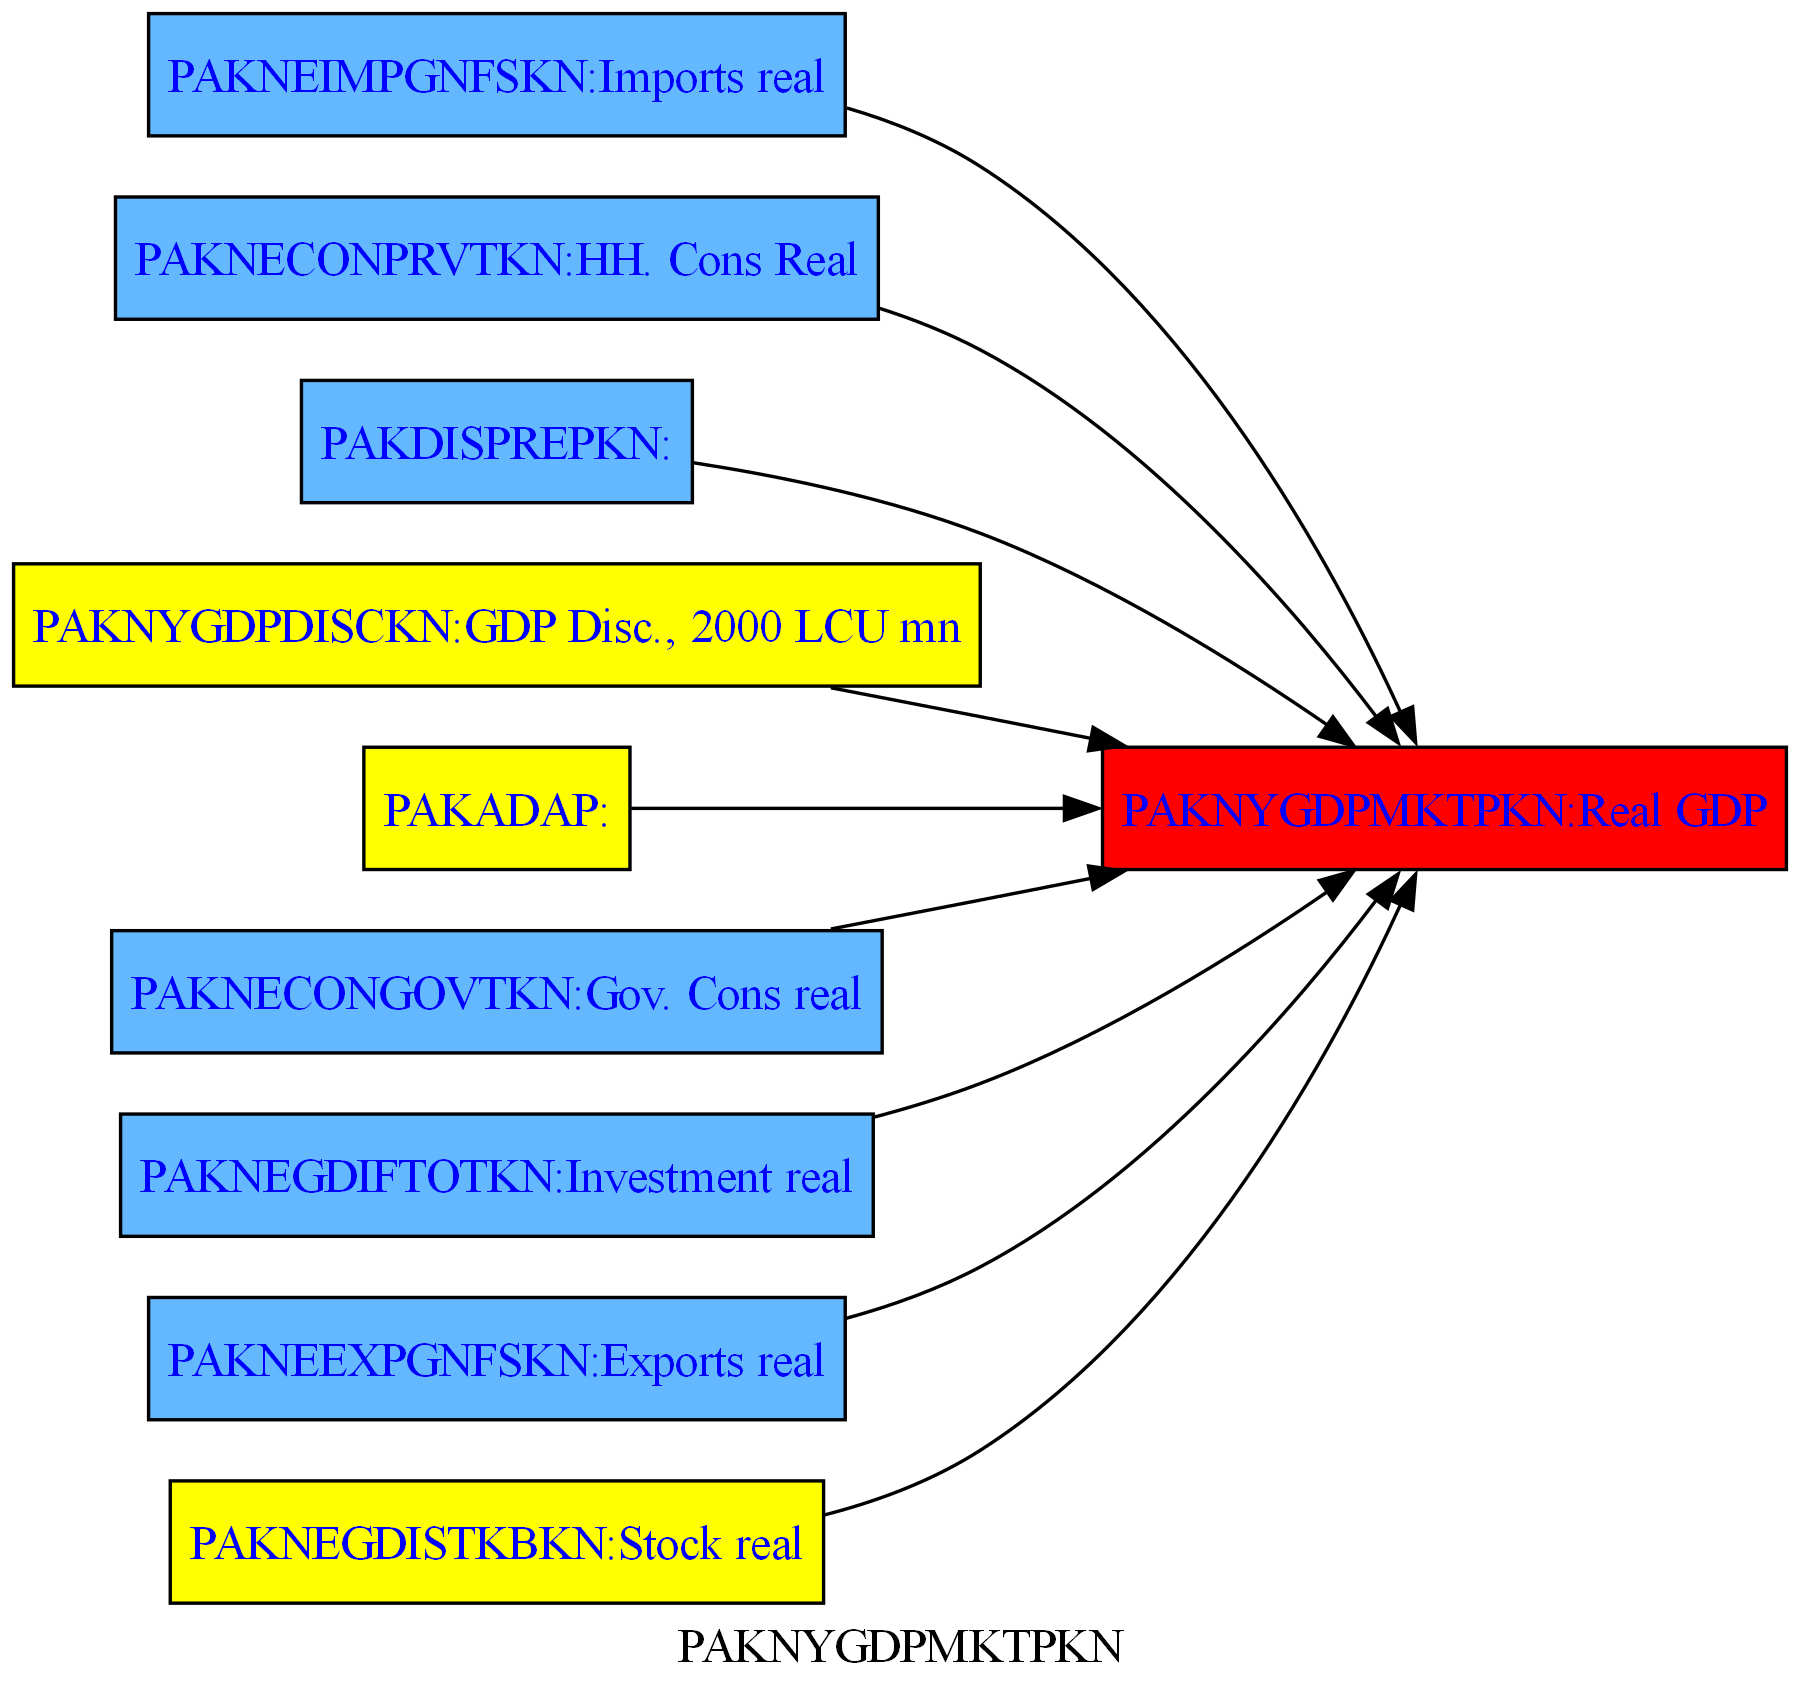 PAKNEIMPGNFSKN:Imports real
PAKNECONPRVTKN:HH. Cons Real
PAKDISPREPKN:
PAKNYGDPDISCKN:GDP Disc., 2000 LCU mn
PAKADAP:
PAKNYGDPMKTPKN:Real GDP
PAKNECONGOVTKN:Gov. Cons real
PAKNEGDIFTOTKN:Investment real
PAKNEEXPGNFSKN:Exports real
PAKNEGDISTKBKN:Stock real
PAKNYGDPMKTPKN